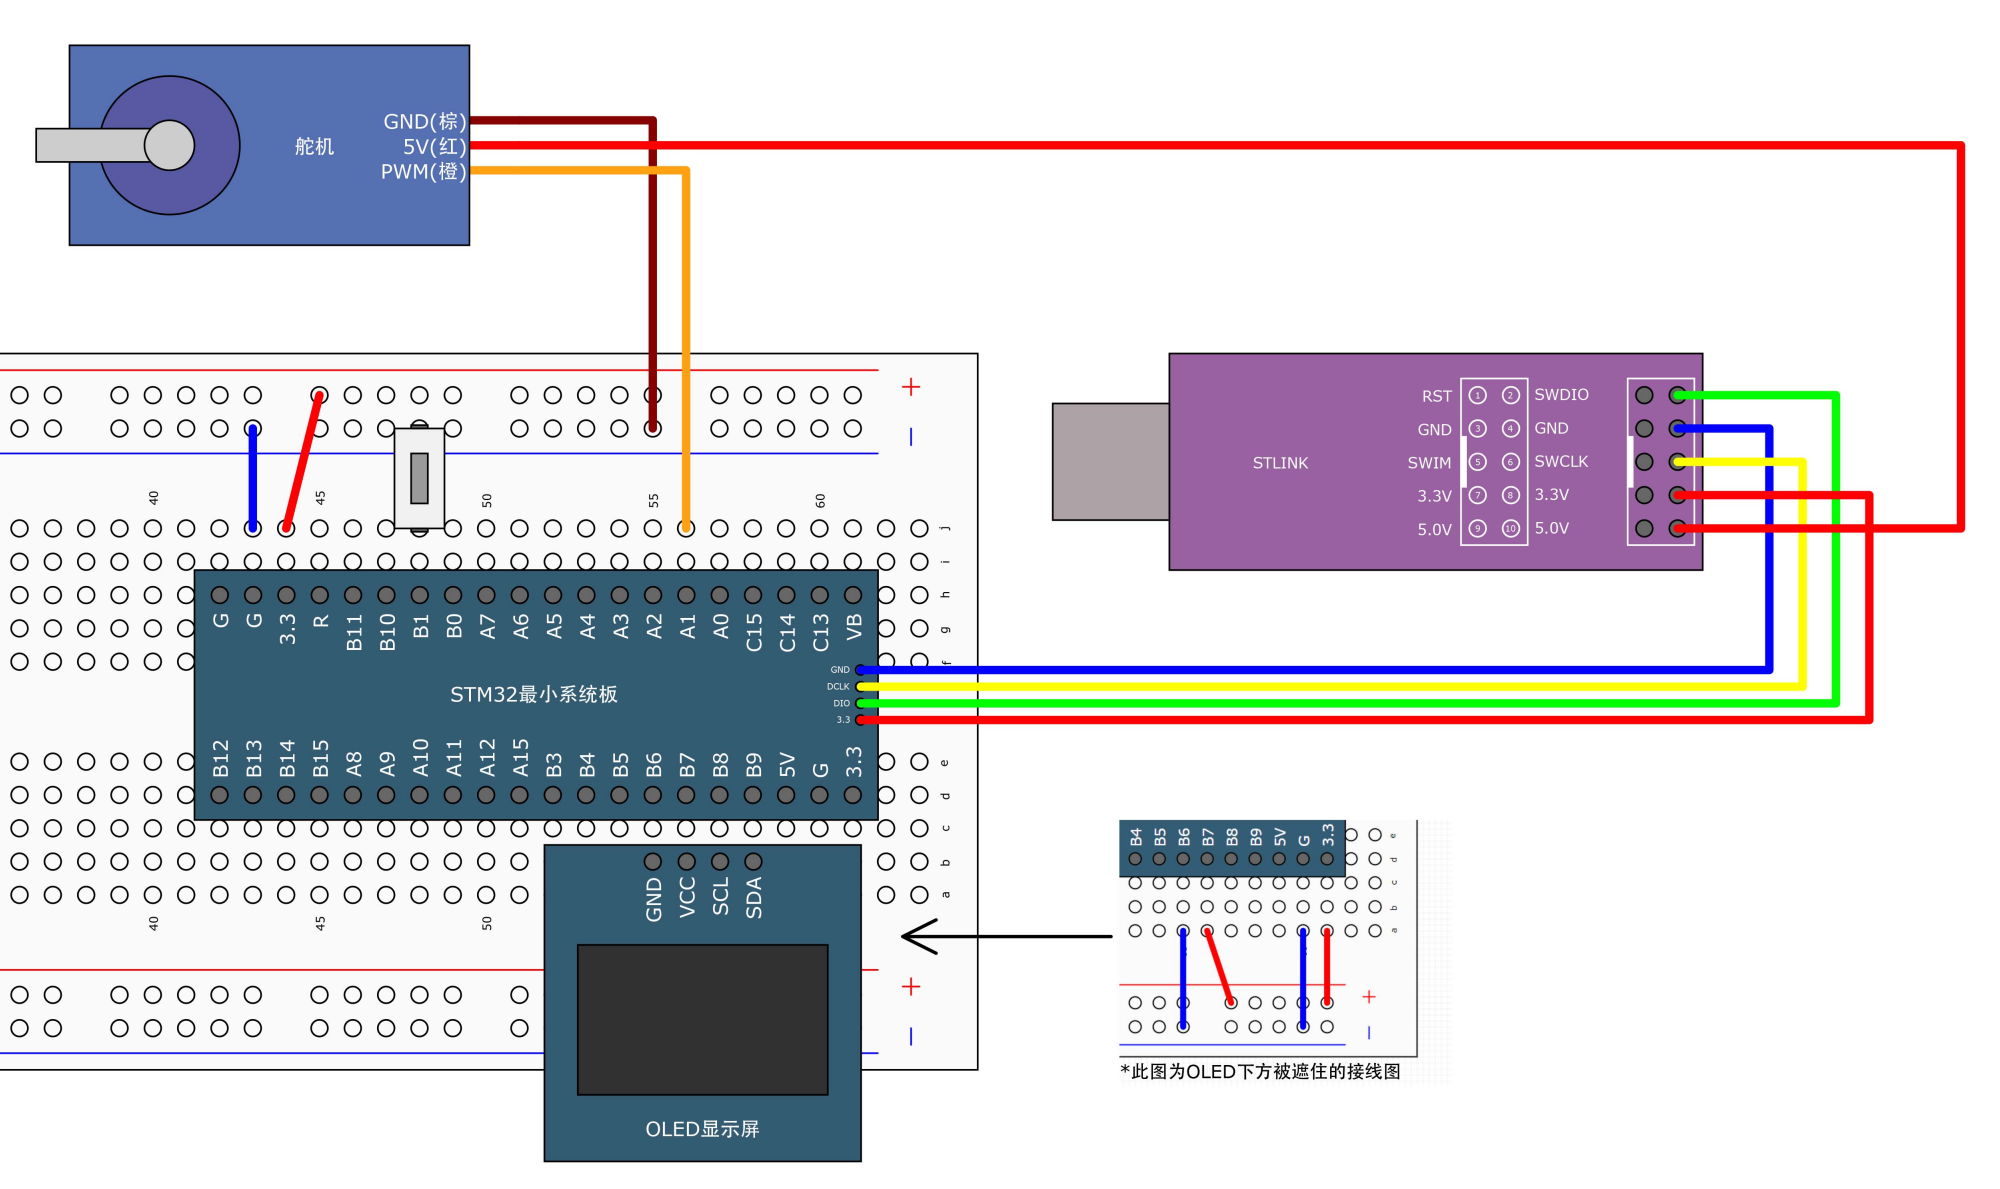 GND(棕)
5V(红)
PWM(橙)
舵机
+
−
40
45
50
55
60
j
i
h
g
f
G G 3.3 R B11 B10 B1 B0 A7 A6 A5 A4 A3 A2 A1 A0 C15 C14 C13 VB
GND
DCLK
DIO
3.3
STM32最小系统板
B12 B13 B14 B15 A8 A9 A10 A11 A12 A15 B3 B4 B5 B6 B7 B8 B9 5V G 3.3
e
d
c
b
a
GND VCC SCL SDA
40
45
50
+
−
OLED显示屏
STLINK
RST 1 2 SWDIO
GND 3 4 GND
SWIM 5 6 SWCLK
3.3V 7 8 3.3V
5.0V 9 10 5.0V
B4 B5 B6 B7 B8 B9 5V G 3.3
e
d
c
b
a
+
−
*此图为OLED下方被遮住的接线图